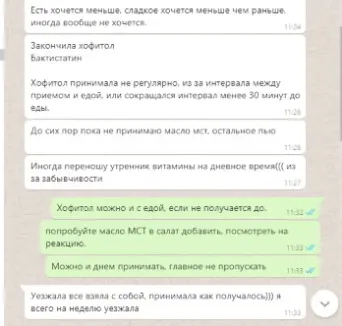 Есть хочется меньше, сладкое хочется меньше чем раньше,
иногда вообще не хочется.
11:24
Закончила хофитол
Бактистатин
Хофитол принимала не регулярно, из за интервала между
приемом и едой, или сокращался интервал менее 30 минут до
еды.
11:26
До сих пор пока не принимаю масло мст, остальное пью
11:26
Иногда переношу утренник витамины на дневное время((( из
за забывчивости
11:27
Хофитол можно и с едой, если не получается до.
11:32
попробуйте масло МСТ в салат добавить, посмотреть на
реакцию.
11:33
Можно и днем принимать, главное не пропускать
11:33
Уезжала все взяла с собой, принимала как получалось))) я
всего на неделю уезжала
11:33